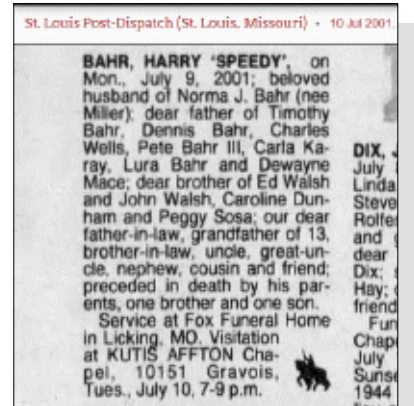 St. Louis Post-Dispatch (St. Louis, Missouri) · 10 Jul 2001,
BAHR, HARRY 'SPEEDY', on
Mon., July 9, 2001; beloved
husband of Norma J. Bahr (nee
Miller); dear father of Timothy
Bahr, Dennis Bahr, Charles
Wells, Pete Bahr III, Carla Ka-
ray, Lura Bahr and Dewayne
Mace; dear brother of Ed Walsh
and John Walsh, Caroline Dun-
ham and Peggy Sosa; our dear
father-in-law, grandfather of 13,
brother-in-law, uncle, great-un-
cle, nephew, cousin and friend;
preceded in death by his par-
ents, one brother and one son.
Service at Fox Funeral Home
in Licking, MO. Visitation
at KUTIS AFFTON Cha-
pel, 10151 Gravois,
Tues., July 10, 7-9 p.m.
DIX, J
July
Linda
Steve
Rolfes
and g
dear
Dix; s
Hay; 
friend
Fun
Chap
July
Sunse
1944